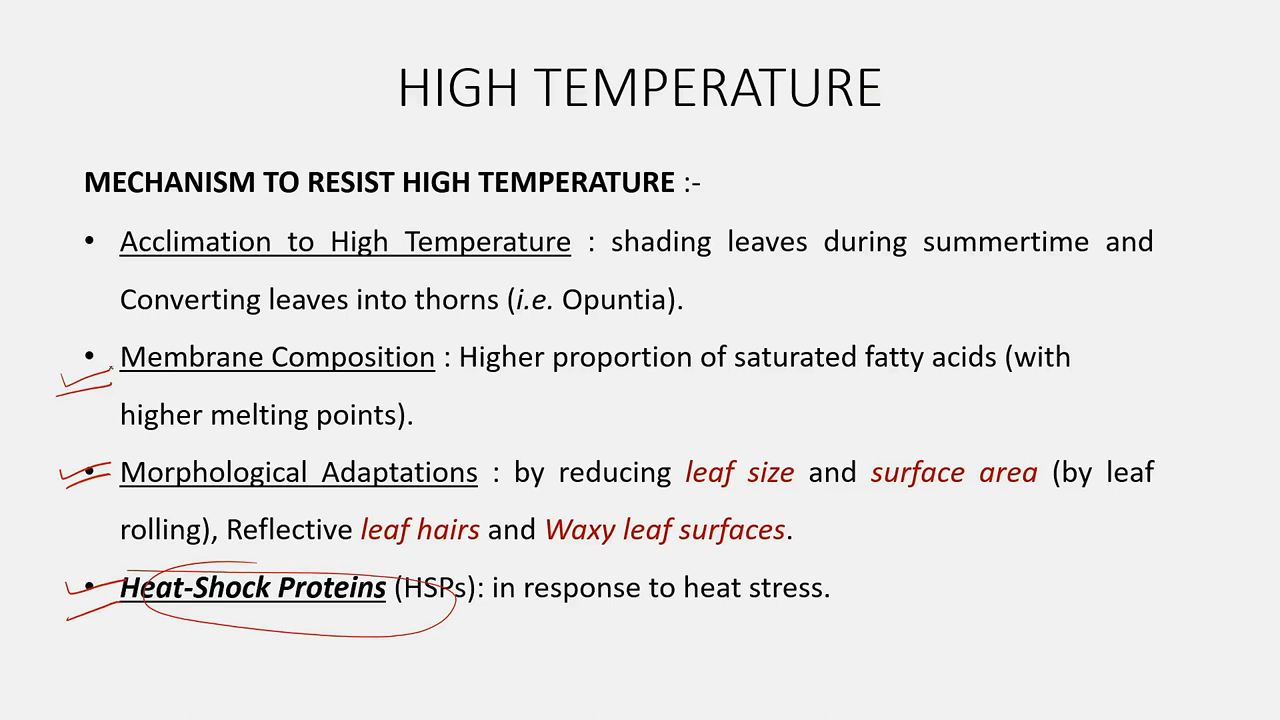 HIGH TEMPERATURE
MECHANISM TO RESIST HIGH TEMPERATURE :-
• Acclimation to High Temperature : shading leaves during summertime and
Converting leaves into thorns (i.e. Opuntia).
• Membrane Composition : Higher proportion of saturated fatty acids (with
higher melting points).
• Morphological Adaptations : by reducing leaf size and surface area (by leaf
rolling), Reflective leaf hairs and Waxy leaf surfaces.
• Heat-Shock Proteins (HSPs): in response to heat stress.